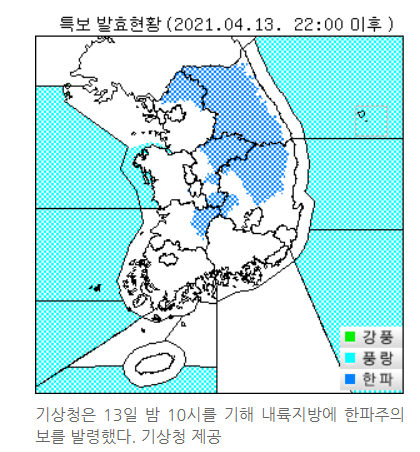 특보 발효현황(2021.04.13. 22:00 이후 )
강풍
풍랑
한파
기상청은 13일 밤 10시를 기해 내륙지방에 한파주의
보를 발령했다. 기상청 제공